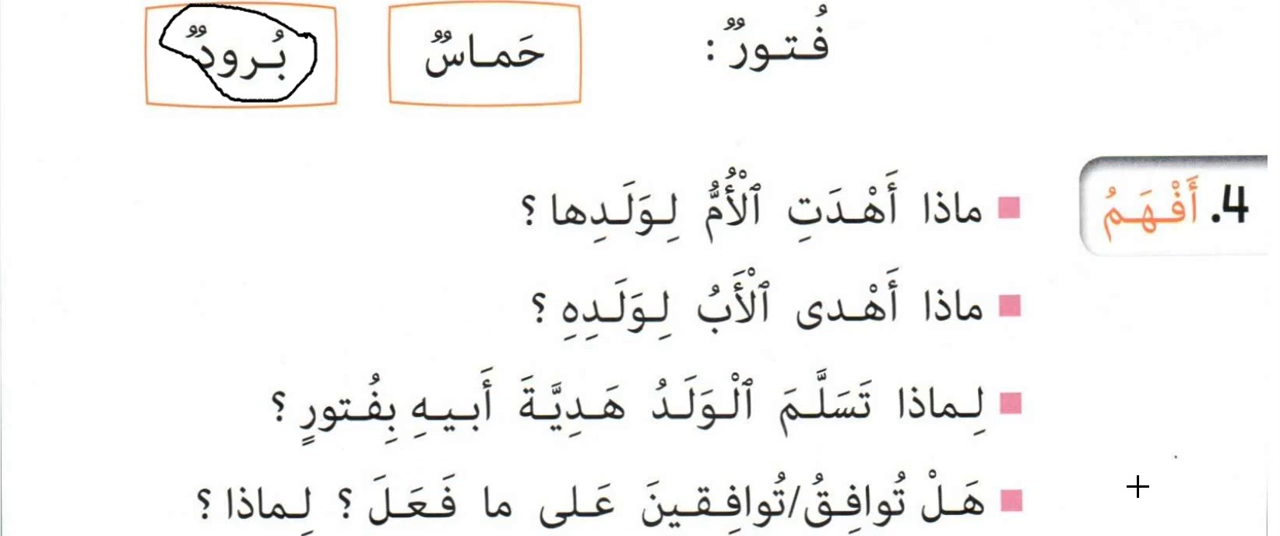 فُتورٌ : حَماسٌ بُرودٌ
4. أَفْهَمُ
ماذا أَهْدَتِ ٱلْأُمُّ لِوَلَدِها ؟
ماذا أَهْدى ٱلْأَبُ لِوَلَدِهِ ؟
لِماذا تَسَلَّمَ ٱلْوَلَدُ هَدِيَّةَ أَبيهِ بِفُتورٍ ؟
هَلْ تُوافِقُ/تُوافِقينَ عَلى ما فَعَلَ ؟ لِماذا ؟